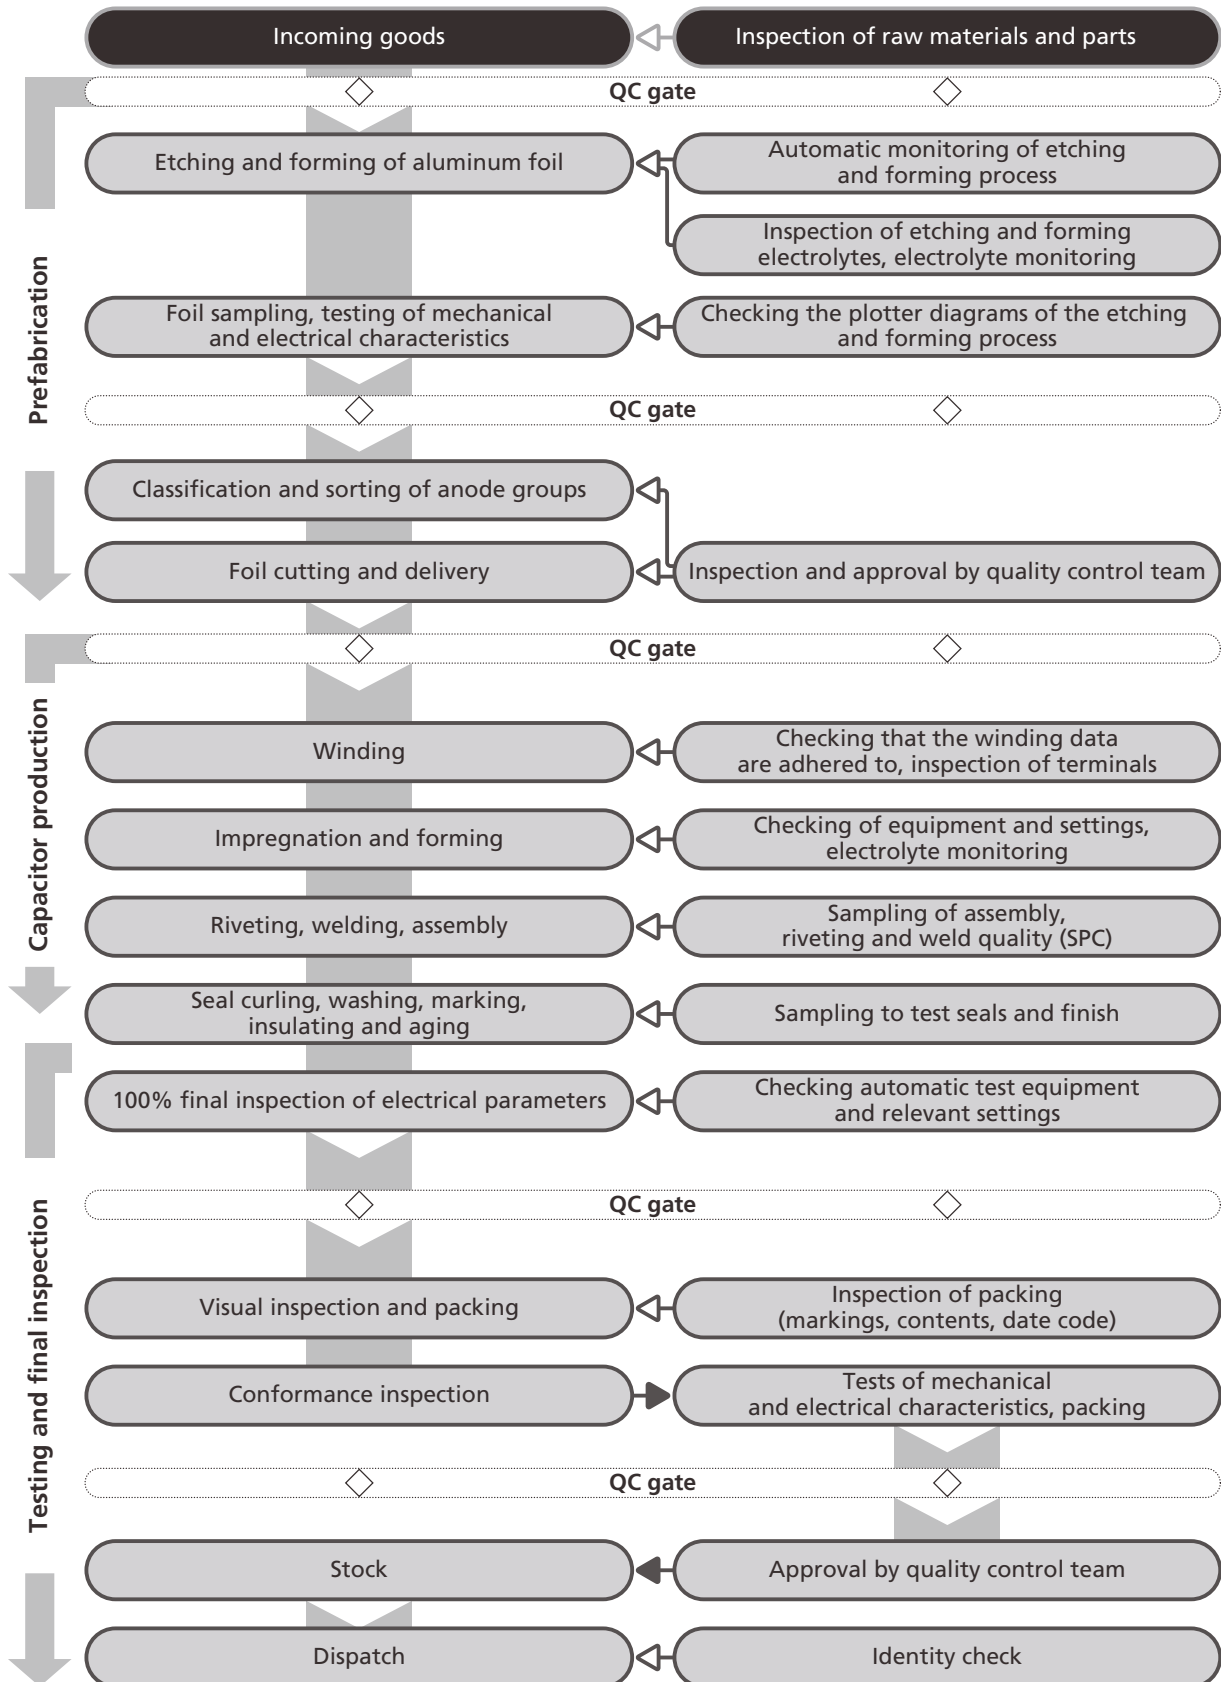 Incoming goods
Inspection of raw materials and parts
QC gate
Prefabrication
Etching and forming of aluminum foil
Automatic monitoring of etching
and forming process
Inspection of etching and forming
electrolytes, electrolyte monitoring
Foil sampling, testing of mechanical
and electrical characteristics
Checking the plotter diagrams of the etching
and forming process
QC gate
Classification and sorting of anode groups
Foil cutting and delivery
Inspection and approval by quality control team
QC gate
Capacitor production
Winding
Checking that the winding data
are adhered to, inspection of terminals
Impregnation and forming
Checking of equipment and settings,
electrolyte monitoring
Riveting, welding, assembly
Sampling of assembly,
riveting and weld quality (SPC)
Seal curling, washing, marking,
insulating and aging
Sampling to test seals and finish
100% final inspection of electrical parameters
Checking automatic test equipment
and relevant settings
QC gate
Testing and final inspection
Visual inspection and packing
Inspection of packing
(markings, contents, date code)
Conformance inspection
Tests of mechanical
and electrical characteristics, packing
QC gate
Stock
Approval by quality control team
Dispatch
Identity check